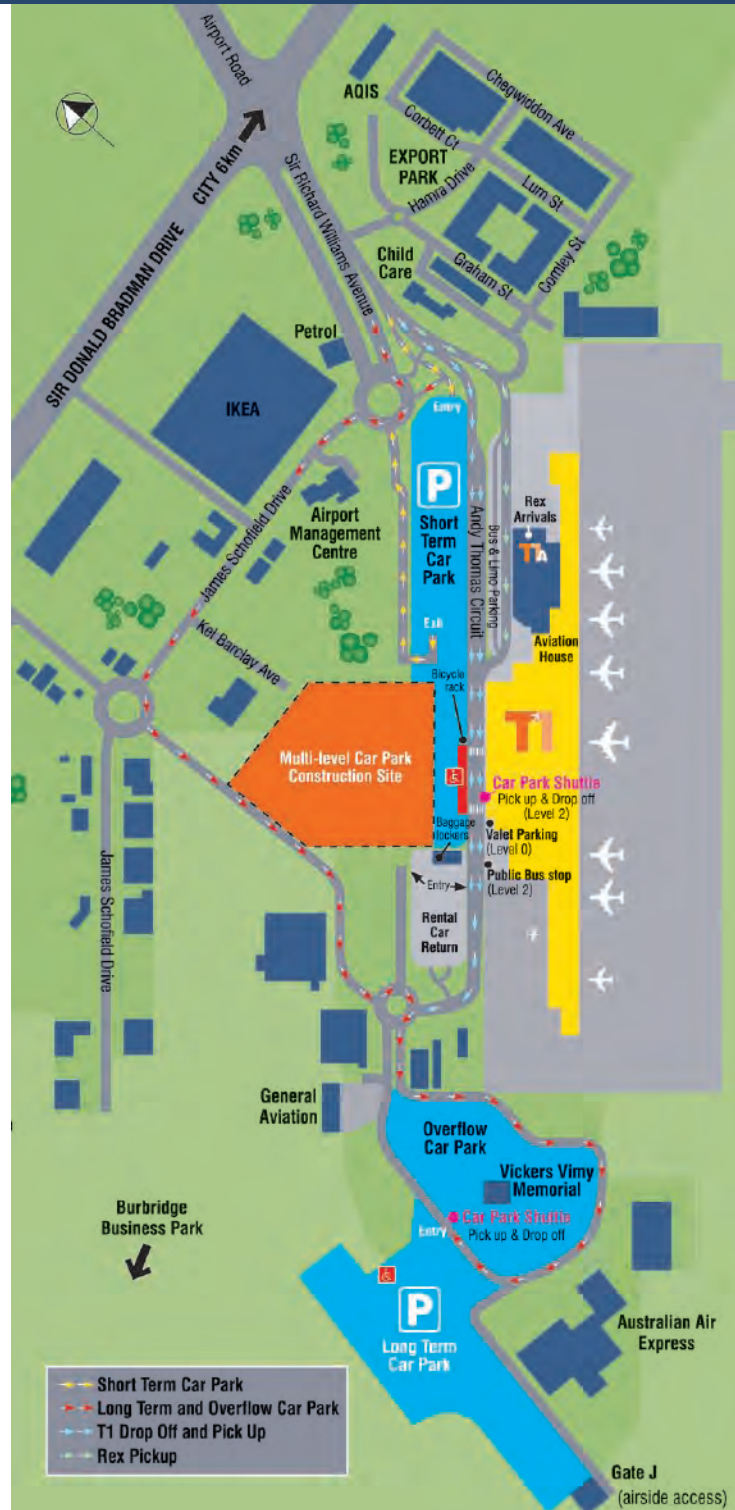 Airport Road
AQIS
Chegwiddon Ave
Corbett Ct
CITY 6km
EXPORT
PARK
Lum St
Hamra Drive
Sir Richard Williams Avenue
Comley St
Child
Care
Graham St
SIR DONALD BRADMAN DRIVE
Petrol
IKEA
Entry
P
Short
Term
Car
Park
Rex
Arrivals
T1A
Airport
Management
Centre
Andy Thomas Circuit
Bus & Limo Parking
James Schofield Drive
Exit
Aviation
House
Kel Barclay Ave
Bicycle
rack
T1
Multi-level Car Park
Construction Site
Car Park Shuttle
Pick up & Drop off
(Level 2)
Baggage
lockers
Valet Parking
(Level 0)
Public Bus stop
(Level 2)
Entry
Rental
Car
Return
James Schofield Drive
General
Aviation
Overflow
Car Park
Vickers Vimy
Memorial
Burbridge
Business Park
Car Park Shuttle
Pick up & Drop off
Entry
P
Long Term
Car Park
Australian Air
Express
Short Term Car Park
Long Term and Overflow Car Park
T1 Drop Off and Pick Up
Rex Pickup
Gate J
(airside access)